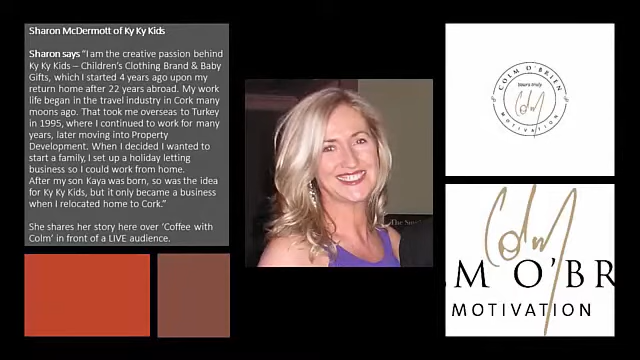 Sharon McDermott of Ky Ky Kids
Sharon says "I am the creative passion behind
Ky Ky Kids – Children's Clothing Brand & Baby
Gifts, which I started 4 years ago upon my
return home after 22 years abroad. My work
life began in the travel industry in Cork many
moons ago. That took me overseas to Turkey
in 1995, where I continued to work for many
years, later moving into Property
Development. When I decided I wanted to
start a family, I set up a holiday letting
business so I could work from home.
After my son Kaya was born, so was the idea
for Ky Ky Kids, but it only became a business
when I relocated home to Cork."
She shares her story here over 'Coffee with
Colm' in front of a LIVE audience.
COLM O'BRIEN
Yours truly
Colm
MOTIVATION
Colm
LM O'BR
MOTIVATION